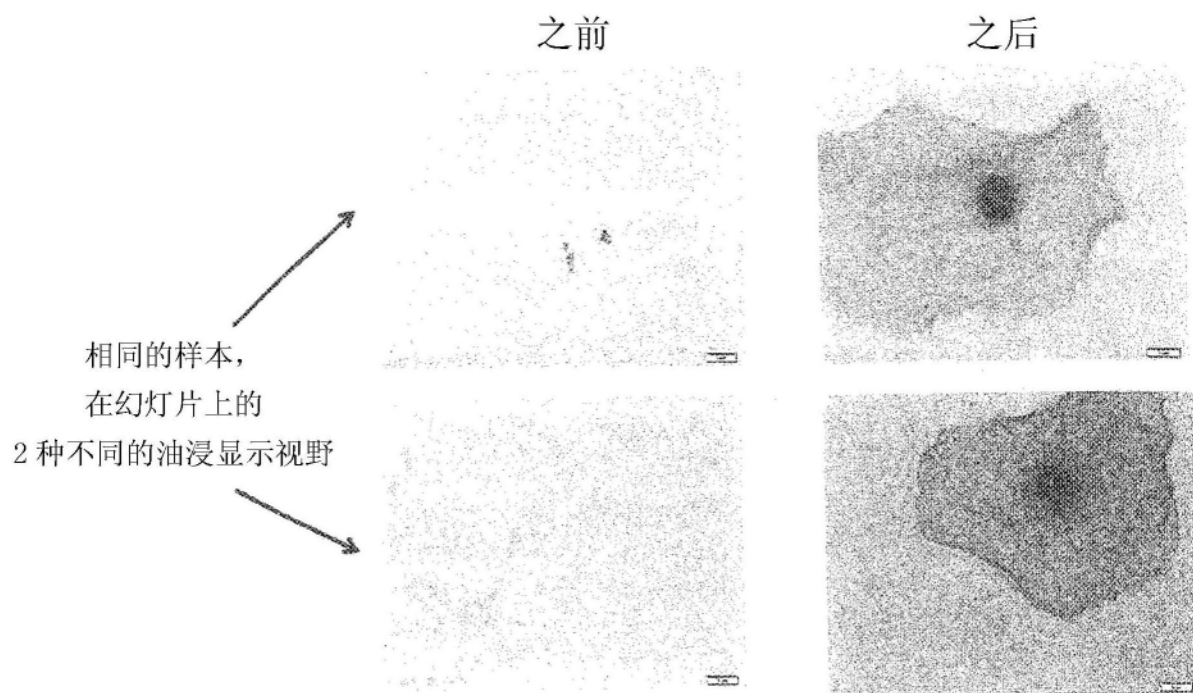 之前
之后
相同的样本，
在幻灯片上的
2 种不同的油浸显示视野